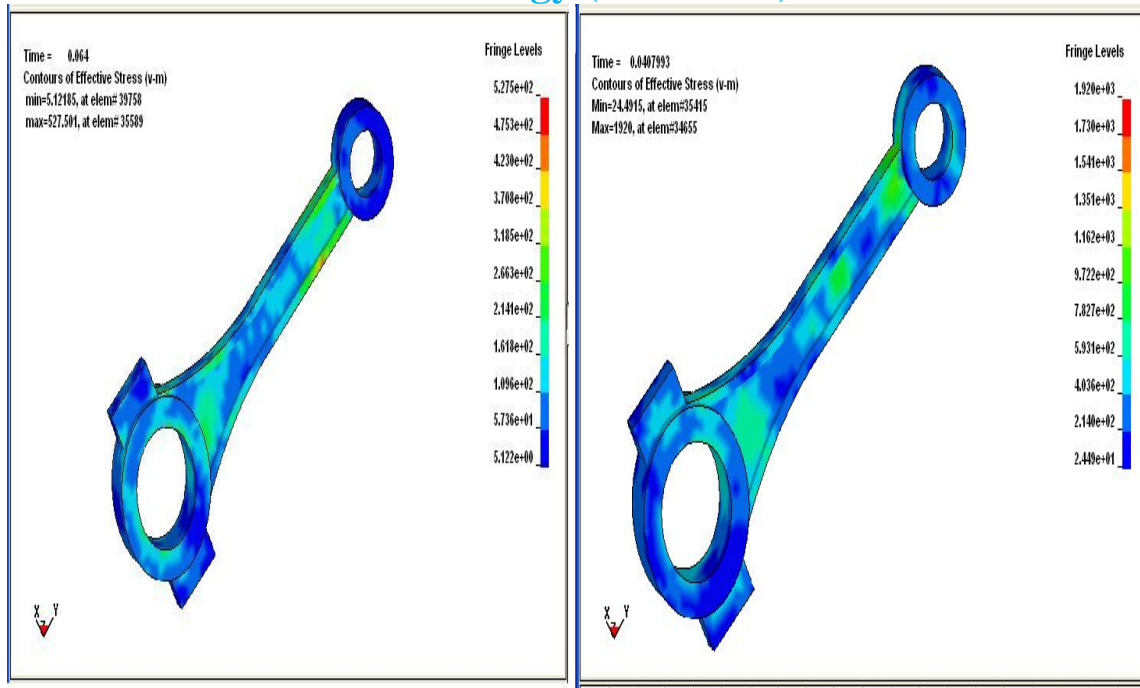 Time = 0.064
Contours of Effective Stress (v-m)
min=5.12185, at elem# 39758
max=527.501, at elem# 35589
Fringe Levels
5.275e+02
4.753e+02
4.230e+02
3.708e+02
3.185e+02
2.663e+02
2.141e+02
1.618e+02
1.096e+02
5.736e+01
5.122e+00
X Y
Z
Time = 0.0407993
Contours of Effective Stress (v-m)
Min=24.4915, at elem#35415
Max=1920, at elem#34655
Fringe Levels
1.920e+03
1.730e+03
1.541e+03
1.351e+03
1.162e+03
9.722e+02
7.827e+02
5.931e+02
4.036e+02
2.140e+02
2.449e+01
X Y
Z